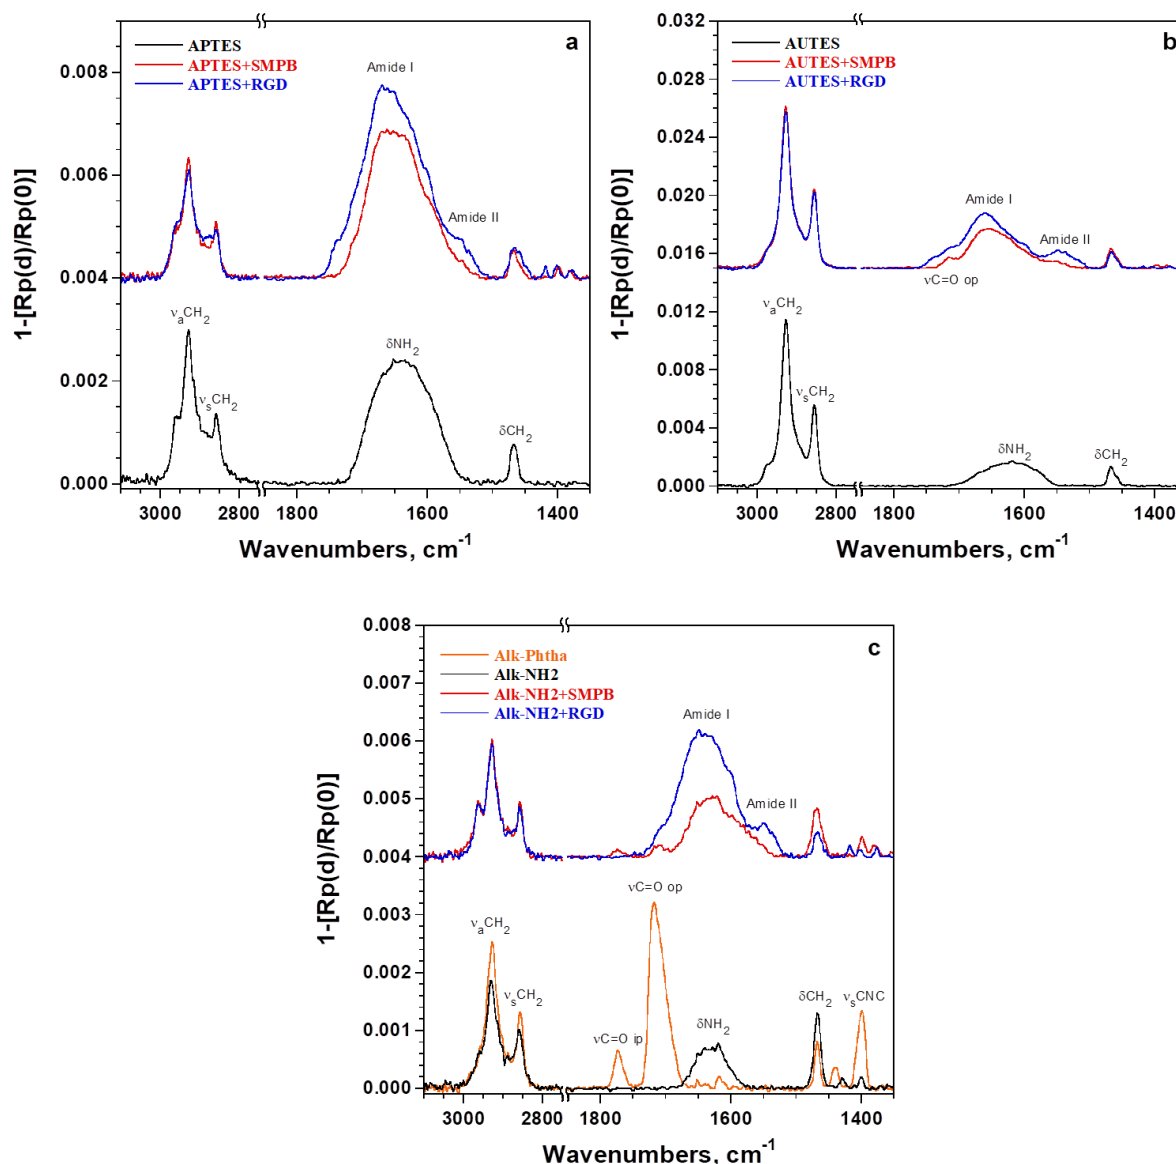 a
APTES
APTES+SMPB
APTES+RGD
Amide I
Amide II
νaCH2
νsCH2
δNH2
δCH2
0.008
0.006
0.004
0.002
0.000
3000 2800 1800 1600 1400
1-[Rp(d)/Rp(0)]
Wavenumbers, cm-1
b
AUTES
AUTES+SMPB
AUTES+RGD
Amide I
Amide II
νC=O op
νaCH2
νsCH2
δNH2
δCH2
0.032
0.028
0.024
0.020
0.016
0.012
0.008
0.004
0.000
3000 2800 1800 1600 1400
1-[Rp(d)/Rp(0)]
Wavenumbers, cm-1
c
Alk-Phtha
Alk-NH2
Alk-NH2+SMPB
Alk-NH2+RGD
Amide I
Amide II
νC=O op
νaCH2
νsCH2
νC=O ip
δNH2
δCH2
νsCNC
0.008
0.007
0.006
0.005
0.004
0.003
0.002
0.001
0.000
3000 2800 1800 1600 1400
1-[Rp(d)/Rp(0)]
Wavenumbers, cm-1